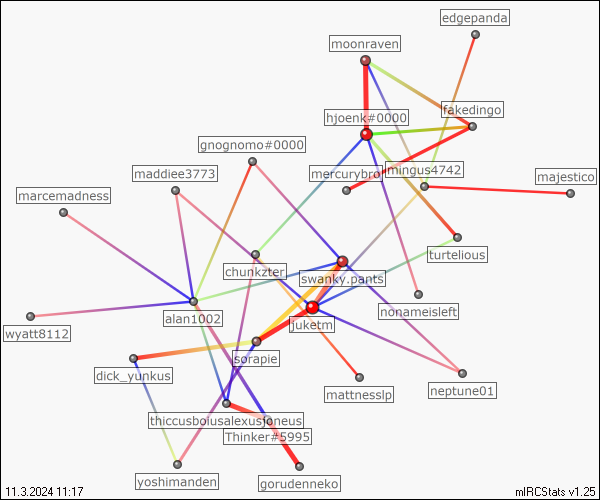 edgepanda
moonraven
fakedingo
hjoenk#0000
gnognomo#0000
maddiee3773
mercurybro
mingus4742
majestico
marcemadness
turtelious
chunkzter
swanky.pants
nonameisleft
alan1002
juketm
wyatt8112
sorapie
dick_yunkus
mattnesslp
neptune01
thiccusboiusalexusjoneus
Thinker#5995
yoshimanden
gorudenneko
11.3.2024 11:17
mIRCStats v1.25